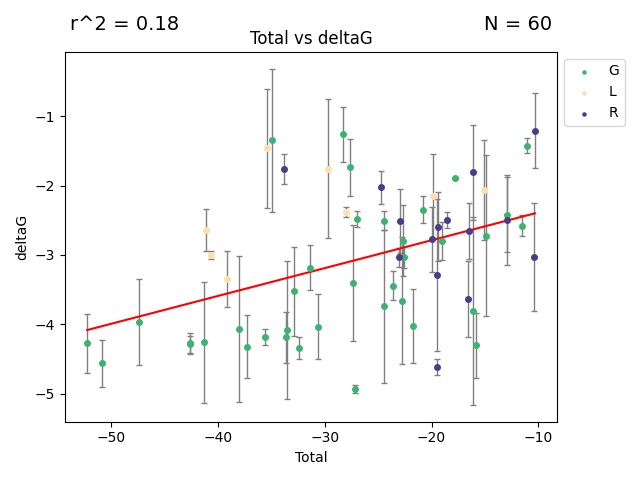 r^2 = 0.18 N = 60
Total vs deltaG
G
L
R
−1
−2
−3
−4
−5
deltaG
−50 −40 −30 −20 −10
Total